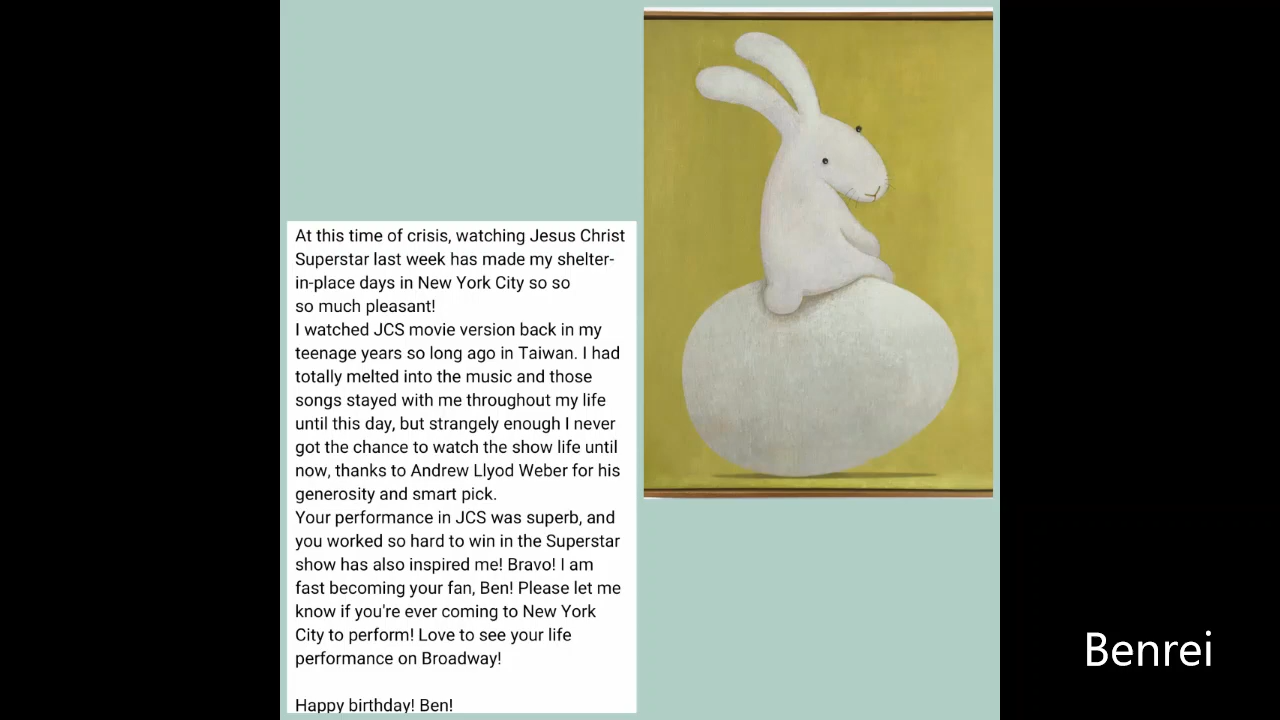 At this time of crisis, watching Jesus Christ
Superstar last week has made my shelter-
in-place days in New York City so so
so much pleasant!
I watched JCS movie version back in my
teenage years so long ago in Taiwan. I had
totally melted into the music and those
songs stayed with me throughout my life
until this day, but strangely enough I never
got the chance to watch the show life until
now, thanks to Andrew Llyod Weber for his
generosity and smart pick.
Your performance in JCS was superb, and
you worked so hard to win in the Superstar
show has also inspired me! Bravo! I am
fast becoming your fan, Ben! Please let me
know if you're ever coming to New York
City to perform! Love to see your life
performance on Broadway!
Happy birthday! Ben!
Benrei